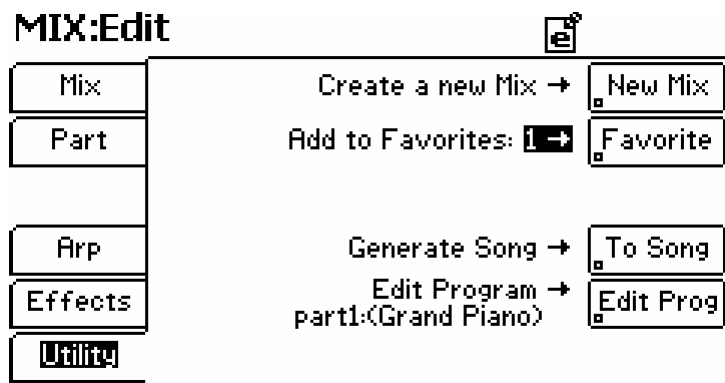 MIX:Edit
e
Mix
Create a new Mix → New Mix
Part
Add to Favorites: 1 → Favorite
Arp
Generate Song → To Song
Effects
Edit Program → Edit Prog
part1:(Grand Piano)
Utility